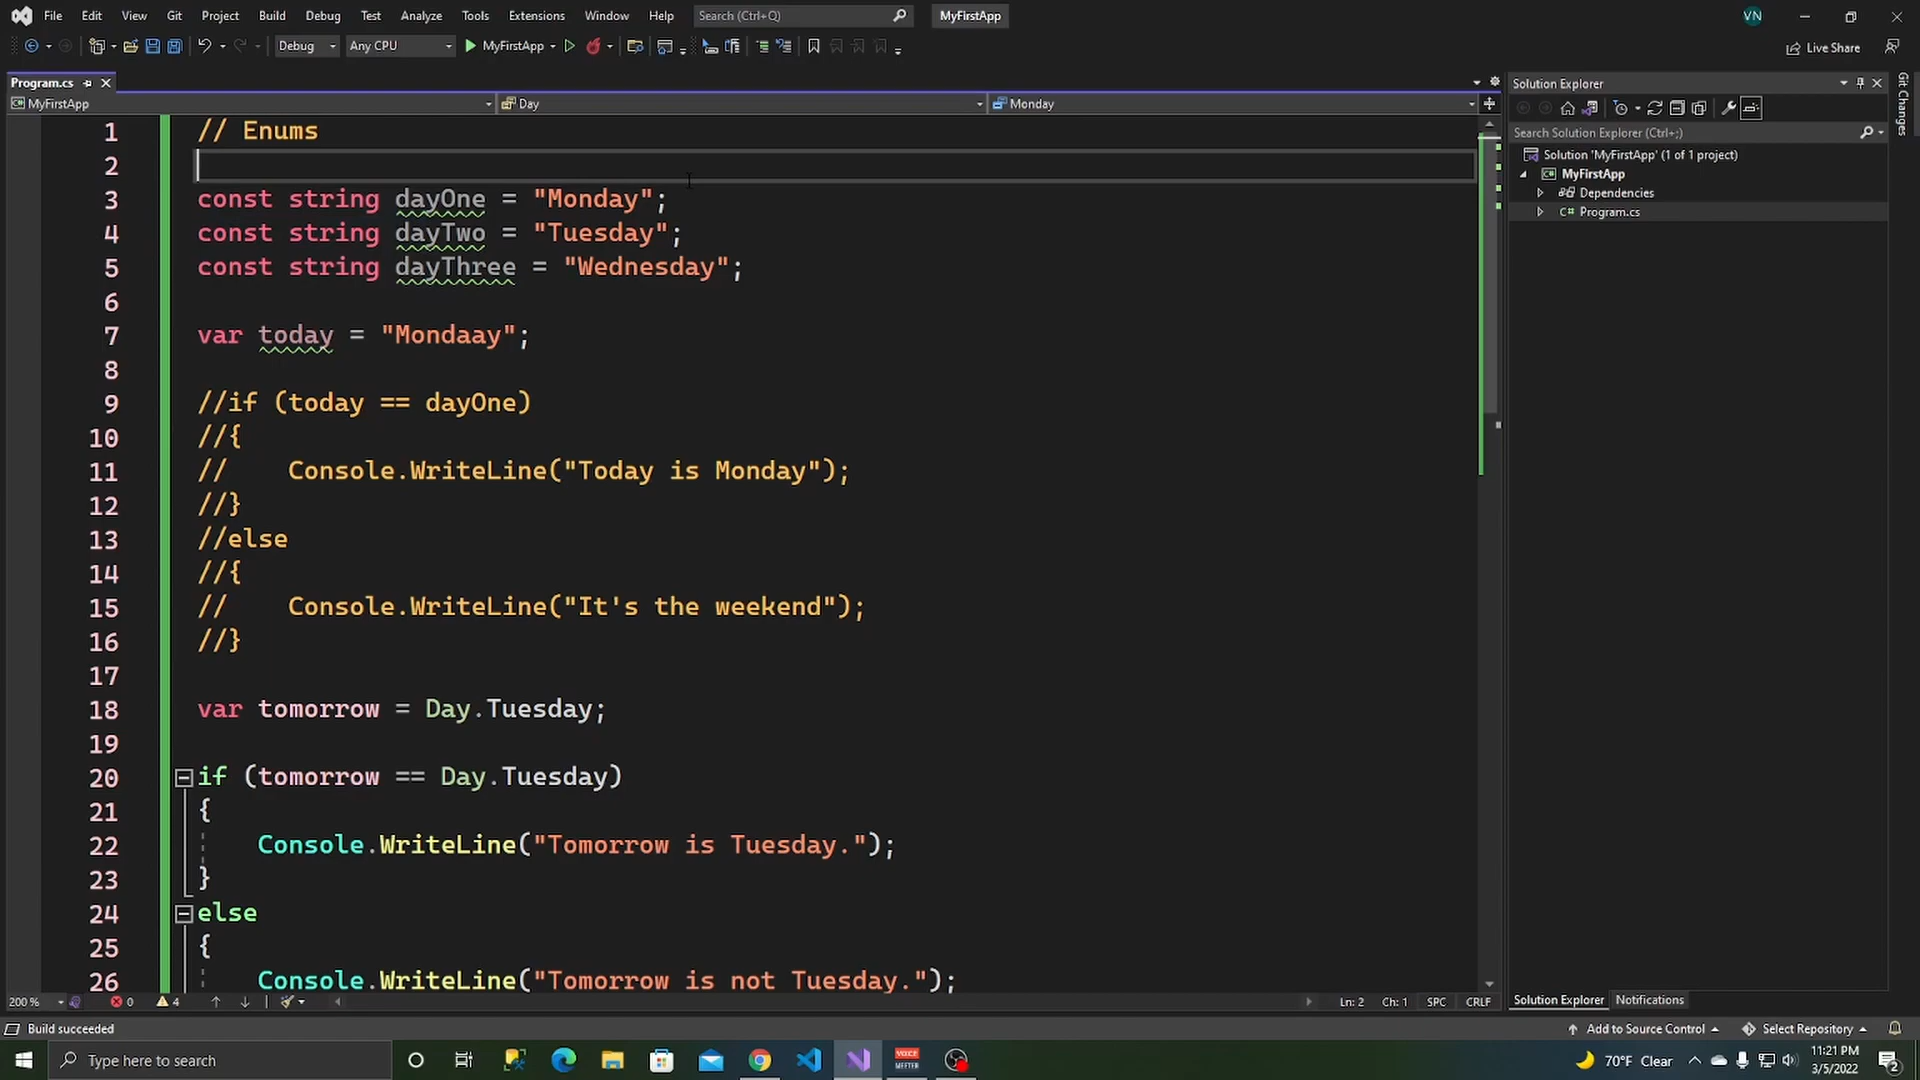 File Edit View Git Project Build Debug Test Analyze Tools Extensions Window Help Search (Ctrl+Q) MyFirstApp VN
Debug Any CPU MyFirstApp Live Share
Program.cs
MyFirstApp Day Monday
1 // Enums
2
3 const string dayOne = "Monday";
4 const string dayTwo = "Tuesday";
5 const string dayThree = "Wednesday";
6
7 var today = "Mondaay";
8
9 //if (today == dayOne)
10 //{
11 //    Console.WriteLine("Today is Monday");
12 //}
13 //else
14 //{
15 //    Console.WriteLine("It's the weekend");
16 //}
17
18 var tomorrow = Day.Tuesday;
19
20 if (tomorrow == Day.Tuesday)
21 {
22     Console.WriteLine("Tomorrow is Tuesday.");
23 }
24 else
25 {
26     Console.WriteLine("Tomorrow is not Tuesday.");
200 % 0 4 Ln: 2 Ch: 1 SPC CRLF
Solution Explorer
Search Solution Explorer (Ctrl+;)
Solution 'MyFirstApp' (1 of 1 project)
MyFirstApp
Dependencies
C# Program.cs
Solution Explorer Notifications
Git Changes
Build succeeded Add to Source Control Select Repository
Type here to search VOICE MEETER 70°F Clear 11:21 PM
3/5/2022 2